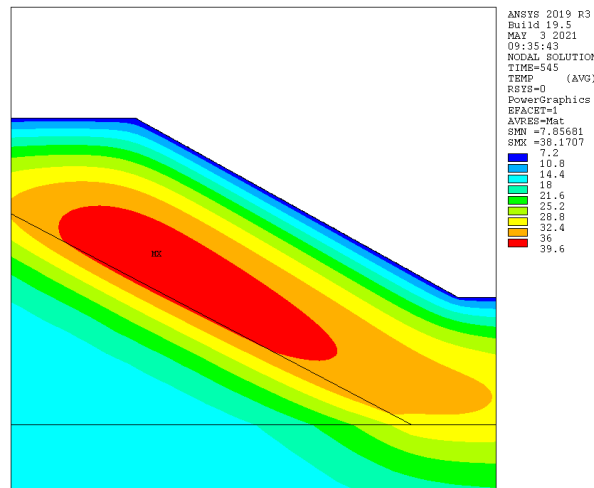 ANSYS 2019 R3
Build 19.5
MAY 3 2021
09:35:43
NODAL SOLUTION
TIME=545
TEMP (AVG)
RSYS=0
PowerGraphics
EFACET=1
AVRES=Mat
SMN =7.85681
SMX =38.1707
7.2
10.8
14.4
18
21.6
25.2
28.8
32.4
36
39.6
MX